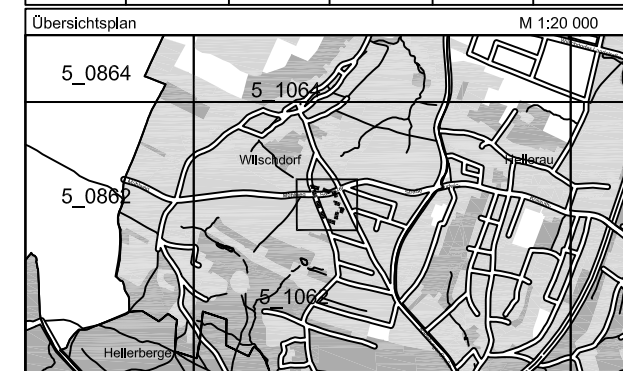 Übersichtsplan M 1:20 000
5_0864
5_1064
Wilschdorf
Hellerau
5_0862
5_1062
Hellerberge